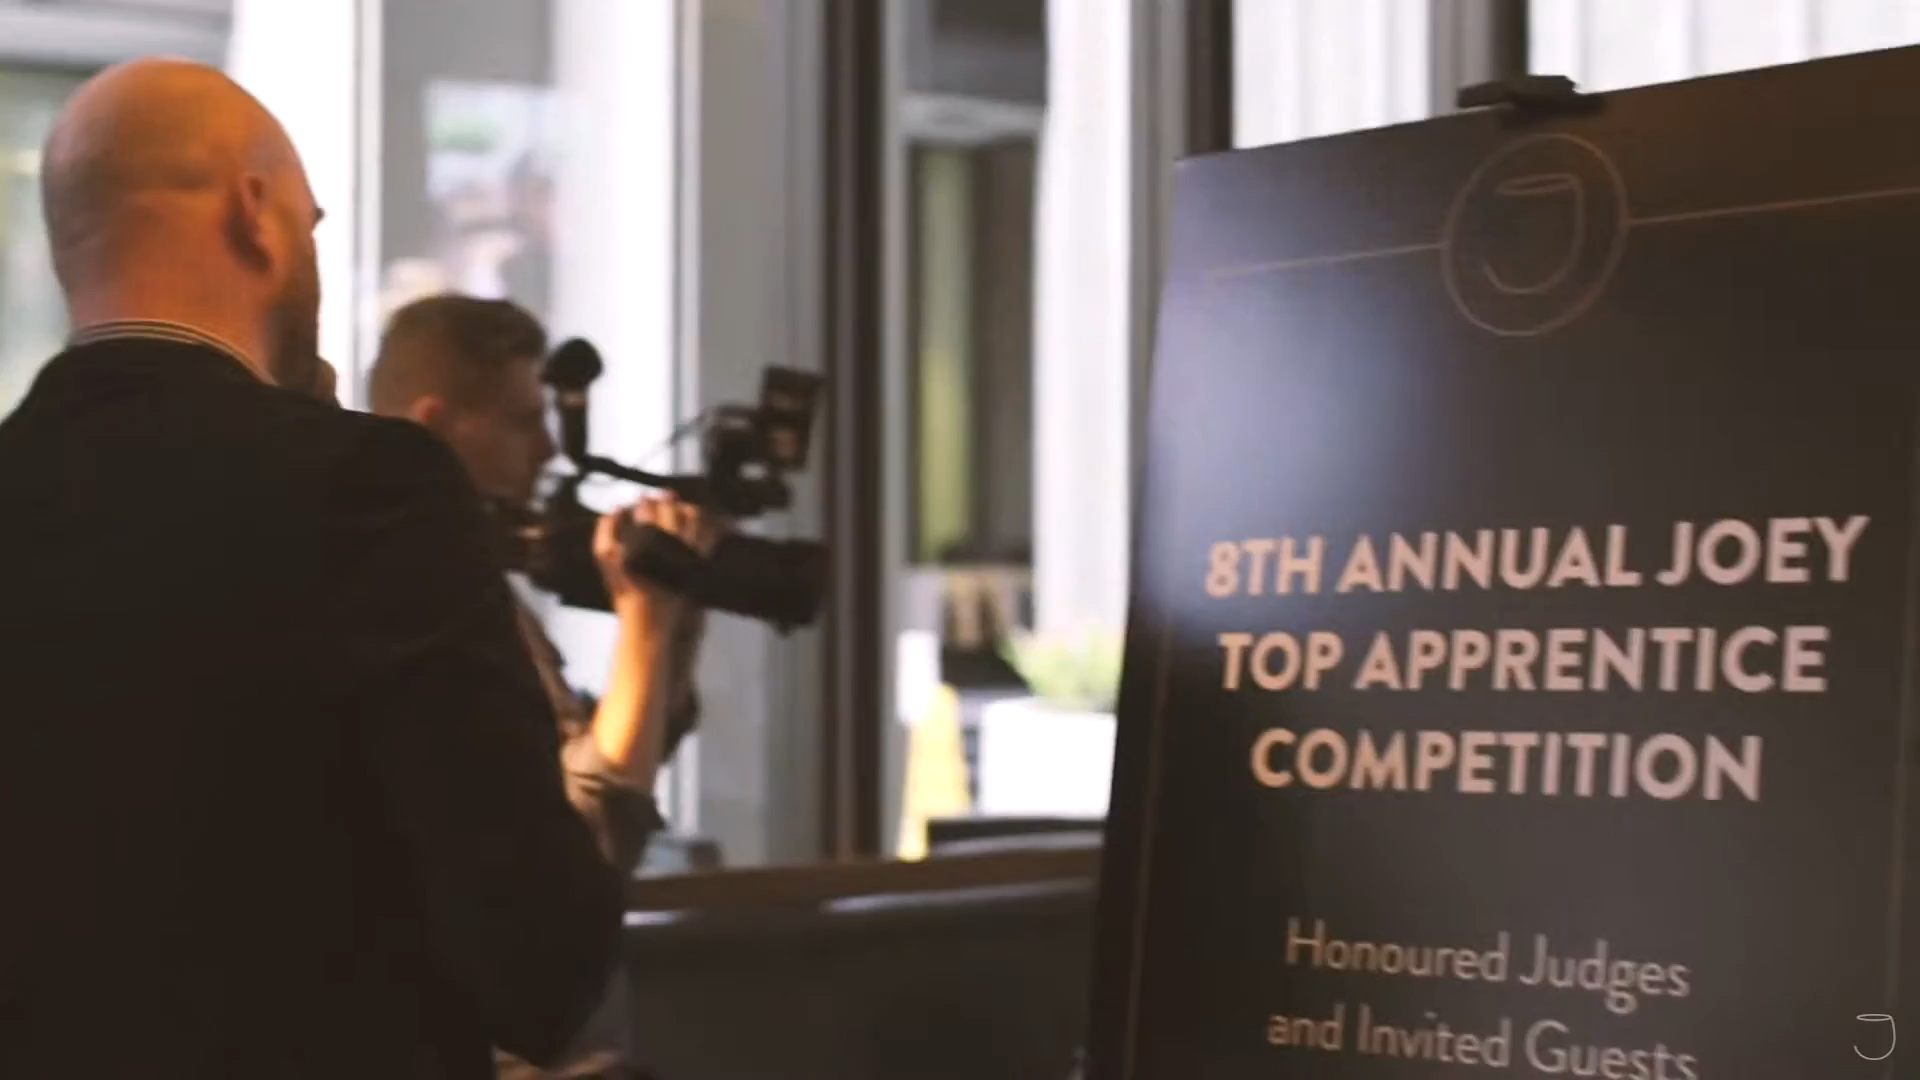 J
8TH ANNUAL JOEY
TOP APPRENTICE
COMPETITION
Honoured Judges
and Invited Guests
J